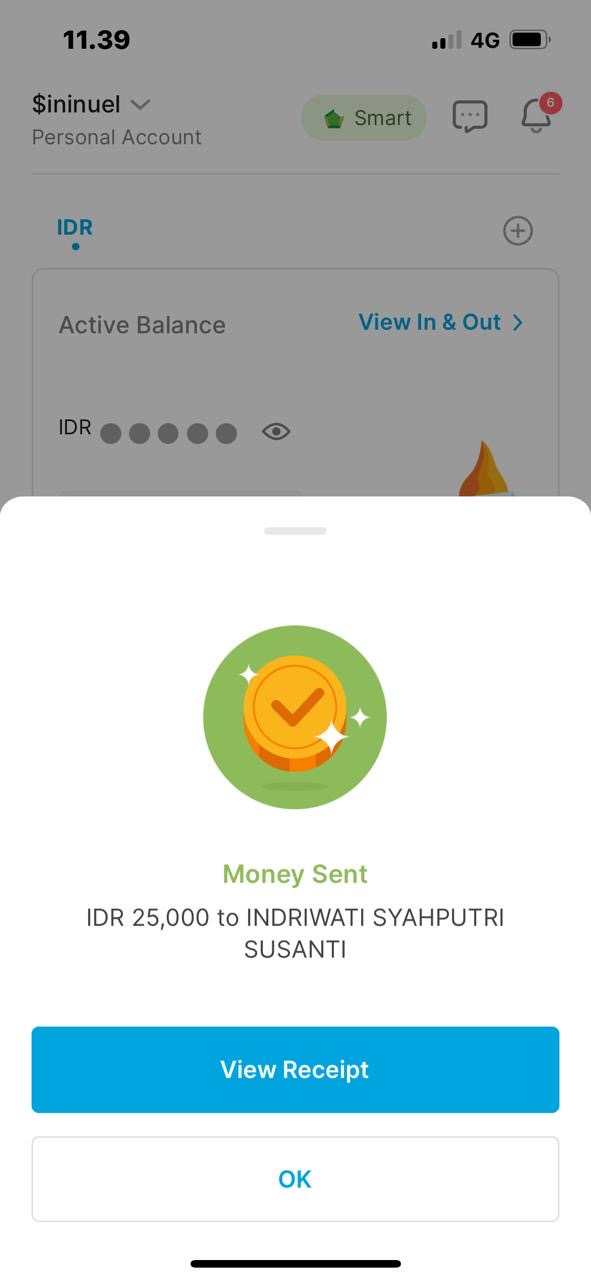 11.39
4G
$ininuel
Personal Account
Smart
6
IDR
Active Balance
View In & Out
IDR
Money Sent
IDR 25,000 to INDRIWATI SYAHPUTRI
SUSANTI
View Receipt
OK